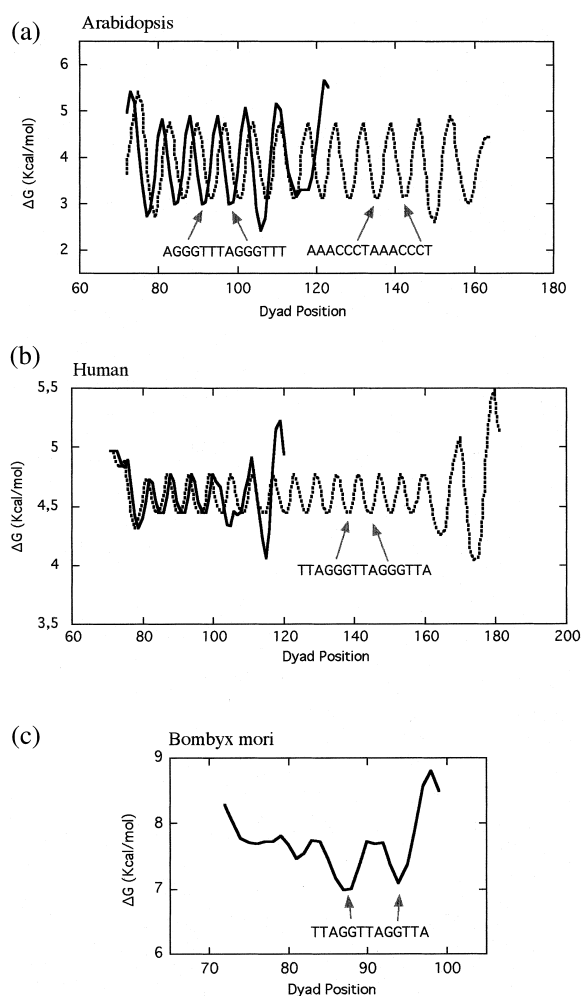 (a)
Arabidopsis
6
5
4
3
2
ΔG (Kcal/mol)
AGGGTTTAGGGTTT
AAACCCTAAACCCT
60
80
100
120
140
160
180
Dyad Position
(b)
Human
5,5
5
4,5
4
3,5
ΔG (Kcal/mol)
TTAGGGTTAGGGTTA
60
80
100
120
140
160
180
200
Dyad Position
(c)
Bombyx mori
9
8
7
6
ΔG (Kcal/mol)
TTAGGTTAGGTTA
70
80
90
100
Dyad Position